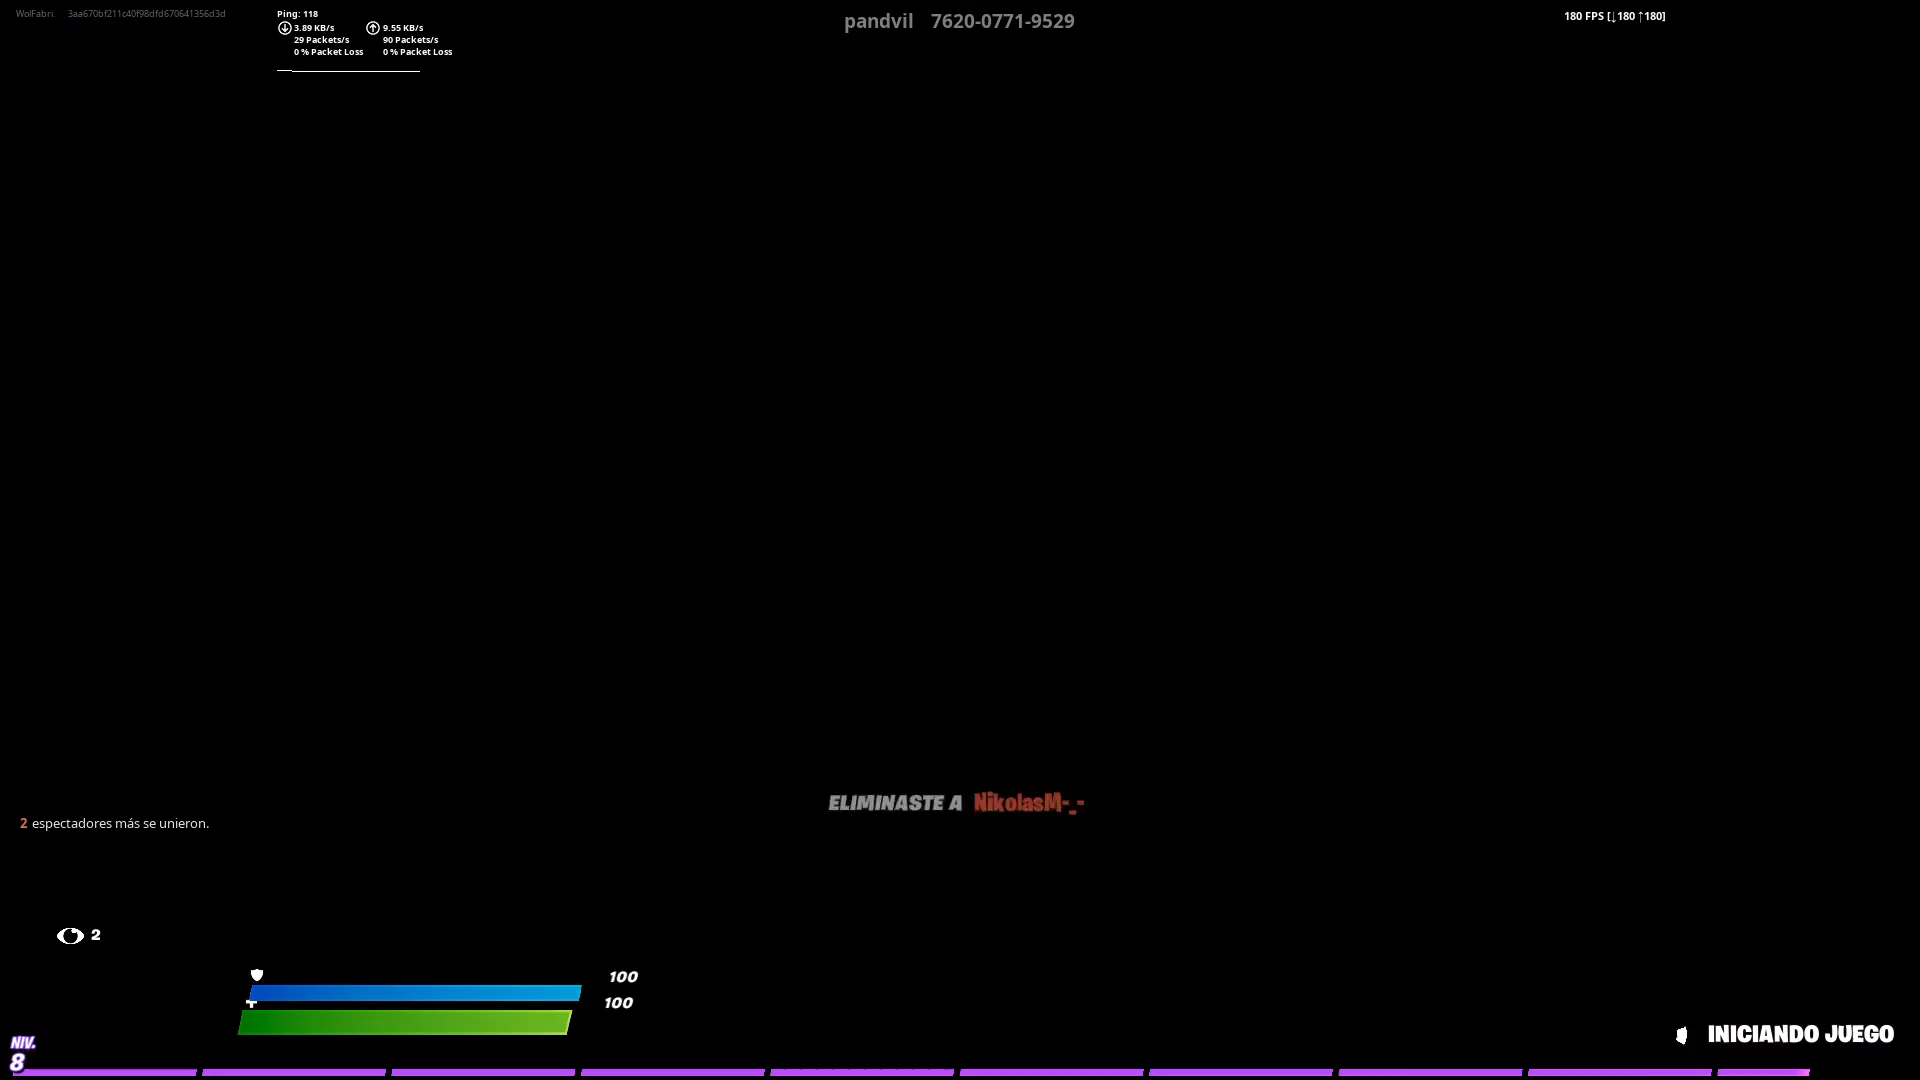 WolFabri 3aa670bf211c40f98dfd670641356d3d
Ping: 118
3.89 KB/s 9.55 KB/s
29 Packets/s 90 Packets/s
0 % Packet Loss 0 % Packet Loss
pandvil 7620-0771-9529
180 FPS [↓180 ↑180]
ELIMINASTE A NikolasM-_-
2 espectadores más se unieron.
2
100
100
NIV.
8
INICIANDO JUEGO